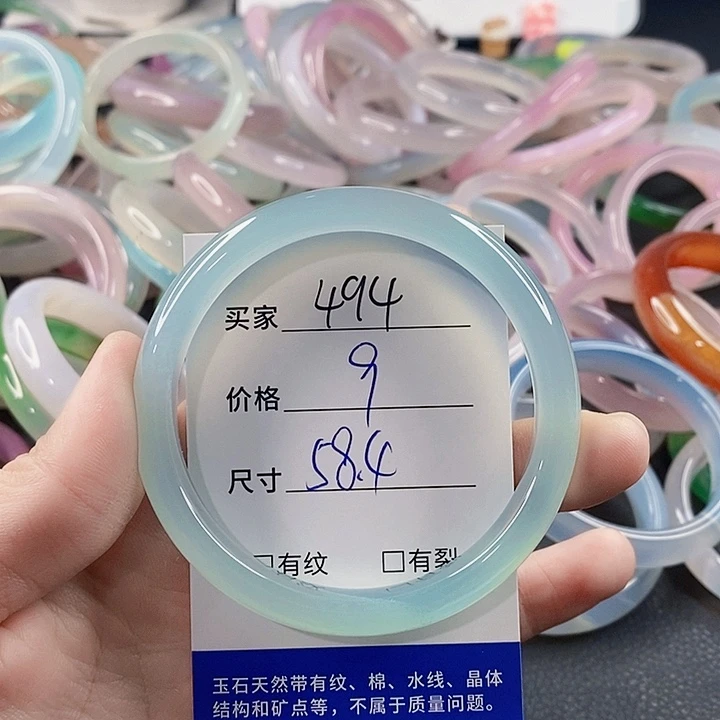 买家 494
价格 9
尺寸 58.4
□有纹 □有裂
玉石天然带有纹、棉、水线、晶体
结构和矿点等，不属于质量问题。